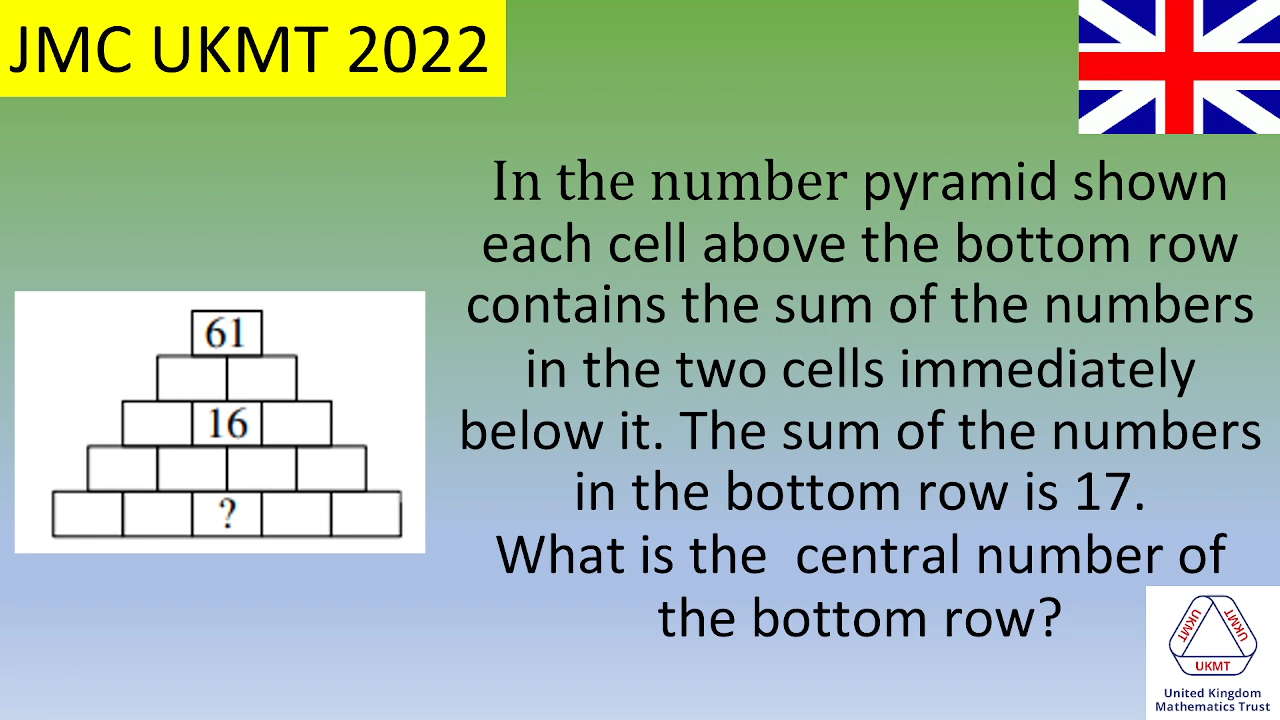 JMC UKMT 2022
In the number pyramid shown
each cell above the bottom row
contains the sum of the numbers
in the two cells immediately
below it. The sum of the numbers
in the bottom row is 17.
What is the central number of
the bottom row?
61
16
?
UKMT
UKMT
UKMT
United Kingdom
Mathematics Trust